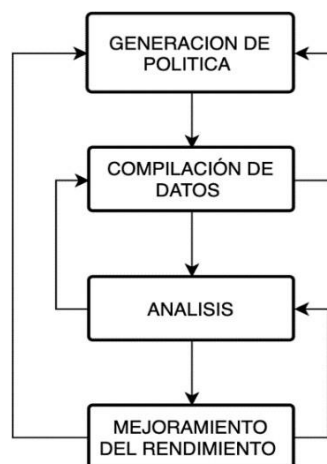 GENERACION DE
POLITICA
COMPILACIÓN DE
DATOS
ANALISIS
MEJORAMIENTO
DEL RENDIMIENTO